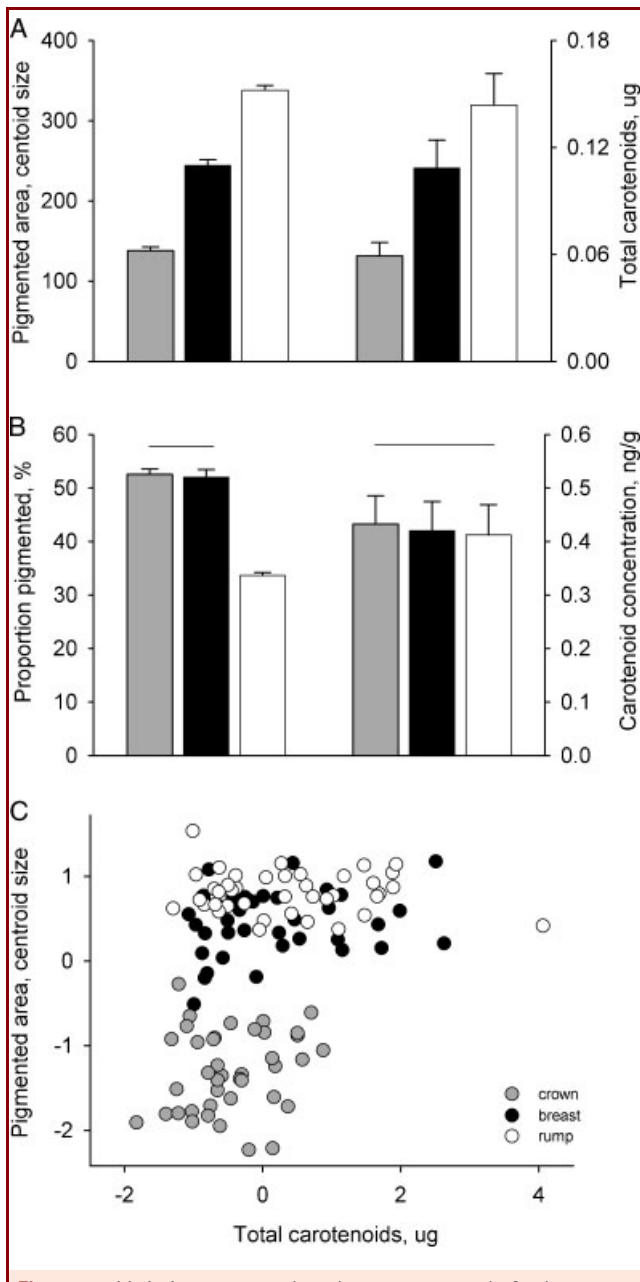 A
400
300
200
100
0
Pigmented area, centoid size
0.18
0.12
0.06
0.00
Total carotenoids, ug
B
60
50
40
30
20
10
0
Proportion pigmented, %
0.6
0.5
0.4
0.3
0.2
0.1
0.0
Carotenoid concentration, ng/g
C
1
0
-1
-2
Pigmented area, centroid size
crown
breast
rump
-2
0
2
4
Total carotenoids, ug